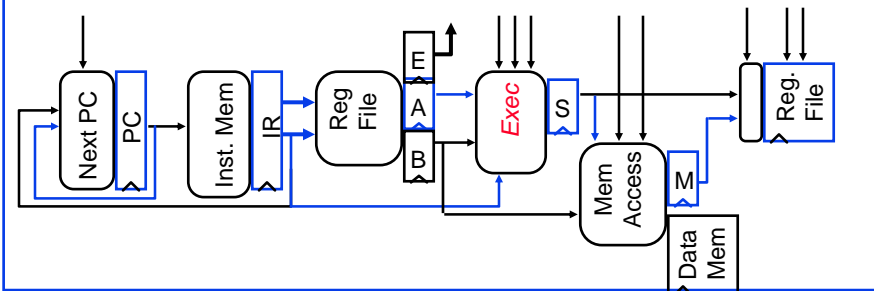 Next PC
PC
Inst. Mem
IR
Reg
File
E
A
B
Exec
S
Mem
Access
M
Data
Mem
Reg.
File